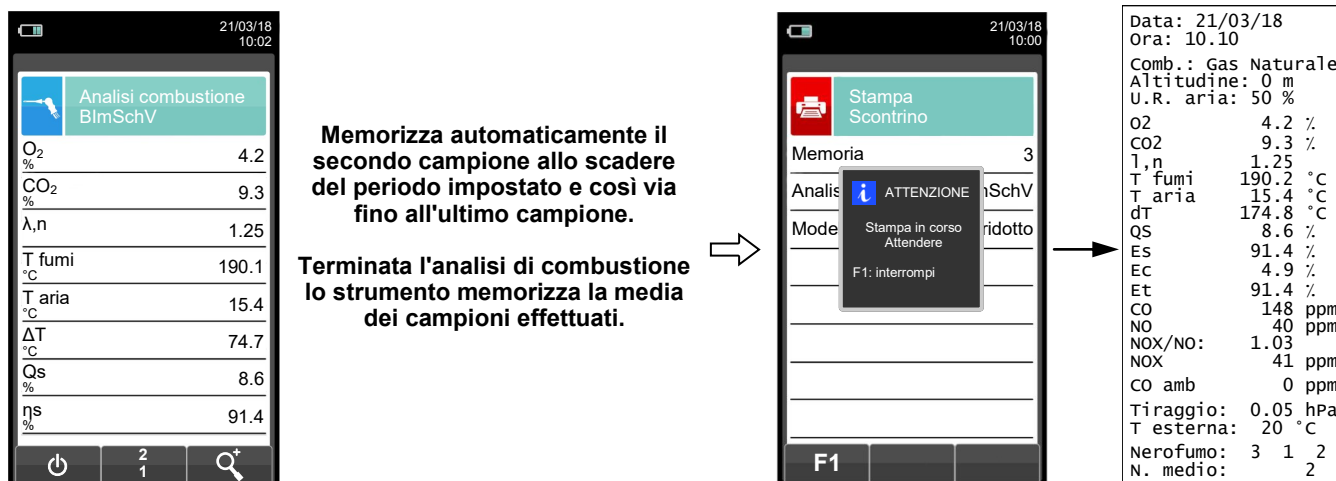 21/03/18
10:02
Analisi combustione
BImSchV
O2
% 4.2
CO2
% 9.3
λ,n 1.25
T fumi
°C 190.1
T aria
°C 15.4
ΔT
°C 74.7
Qs
% 8.6
ηs
% 91.4
2
1
Memorizza automaticamente il
secondo campione allo scadere
del periodo impostato e così via
fino all'ultimo campione.
Terminata l'analisi di combustione
lo strumento memorizza la media
dei campioni effettuati.
21/03/18
10:00
Stampa
Scontrino
Memoria 3
Analis mSchV
Mode ridotto
i ATTENZIONE
Stampa in corso
Attendere
F1: interrompi
F1
Data: 21/03/18
Ora: 10.10
Comb.: Gas Naturale
Altitudine: 0 m
U.R. aria: 50 %
O2 4.2 %
CO2 9.3 %
l,n 1.25
T fumi 190.2 °C
T aria 15.4 °C
dT 174.8 °C
QS 8.6 %
Es 91.4 %
Ec 4.9 %
Et 91.4 %
CO 148 ppm
NO 40 ppm
NOX/NO: 1.03
NOX 41 ppm
CO amb 0 ppm
Tiraggio: 0.05 hPa
T esterna: 20 °C
Nerofumo: 3 1 2
N. medio: 2